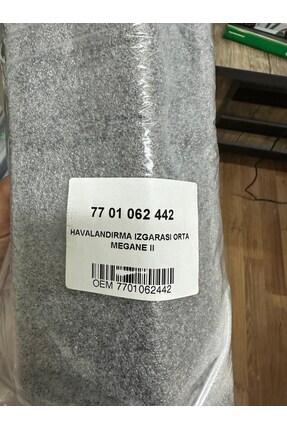 77 01 062 442
HAVALANDIRMA IZGARASI ORTA
MEGANE II
OEM 7701062442